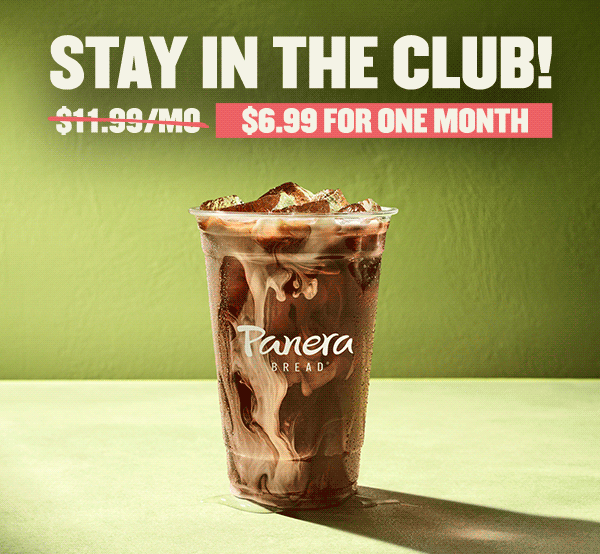 STAY IN THE CLUB!
$11.99/MO $6.99 FOR ONE MONTH
Panera
BREAD®